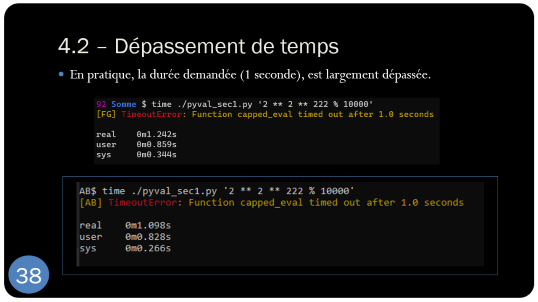 4.2 – Dépassement de temps
En pratique, la durée demandée (1 seconde), est largement dépassée.
92 Somme $ time ./pyval_sec1.py '2 ** 2 ** 222 % 10000'
[FG] TimeoutError: Function capped_eval timed out after 1.0 seconds
real 0m1.242s
user 0m0.859s
sys 0m0.344s
AB$ time ./pyval_sec1.py '2 ** 2 ** 222 % 10000'
[AB] TimeoutError: Function capped_eval timed out after 1.0 seconds
real 0m1.098s
user 0m0.828s
sys 0m0.266s
38